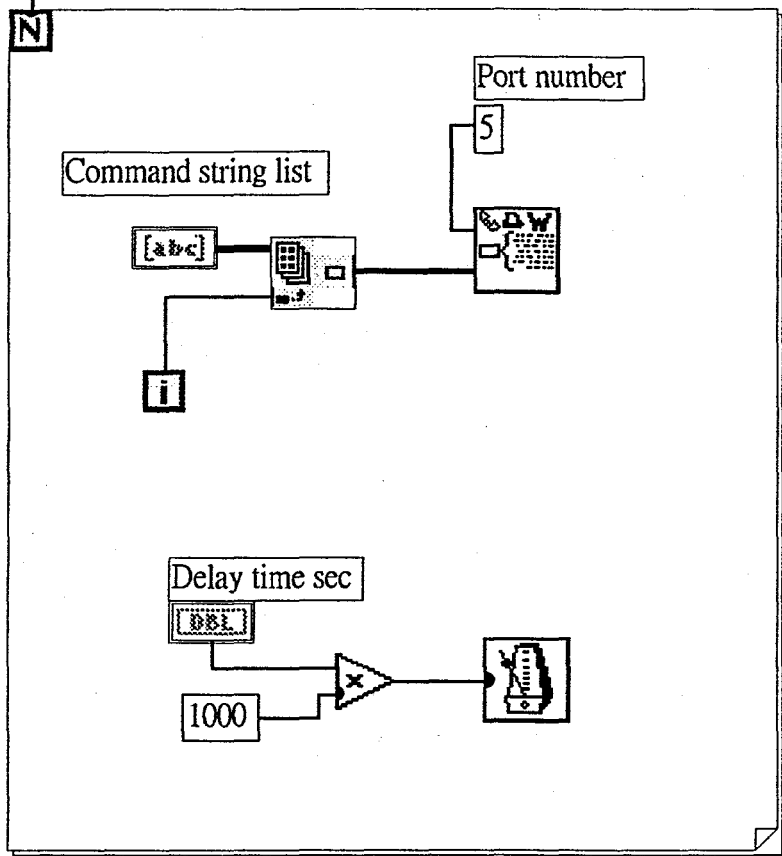 N
Port number
5
Command string list
[abc]
W
i
Delay time sec
DBL
x
1000